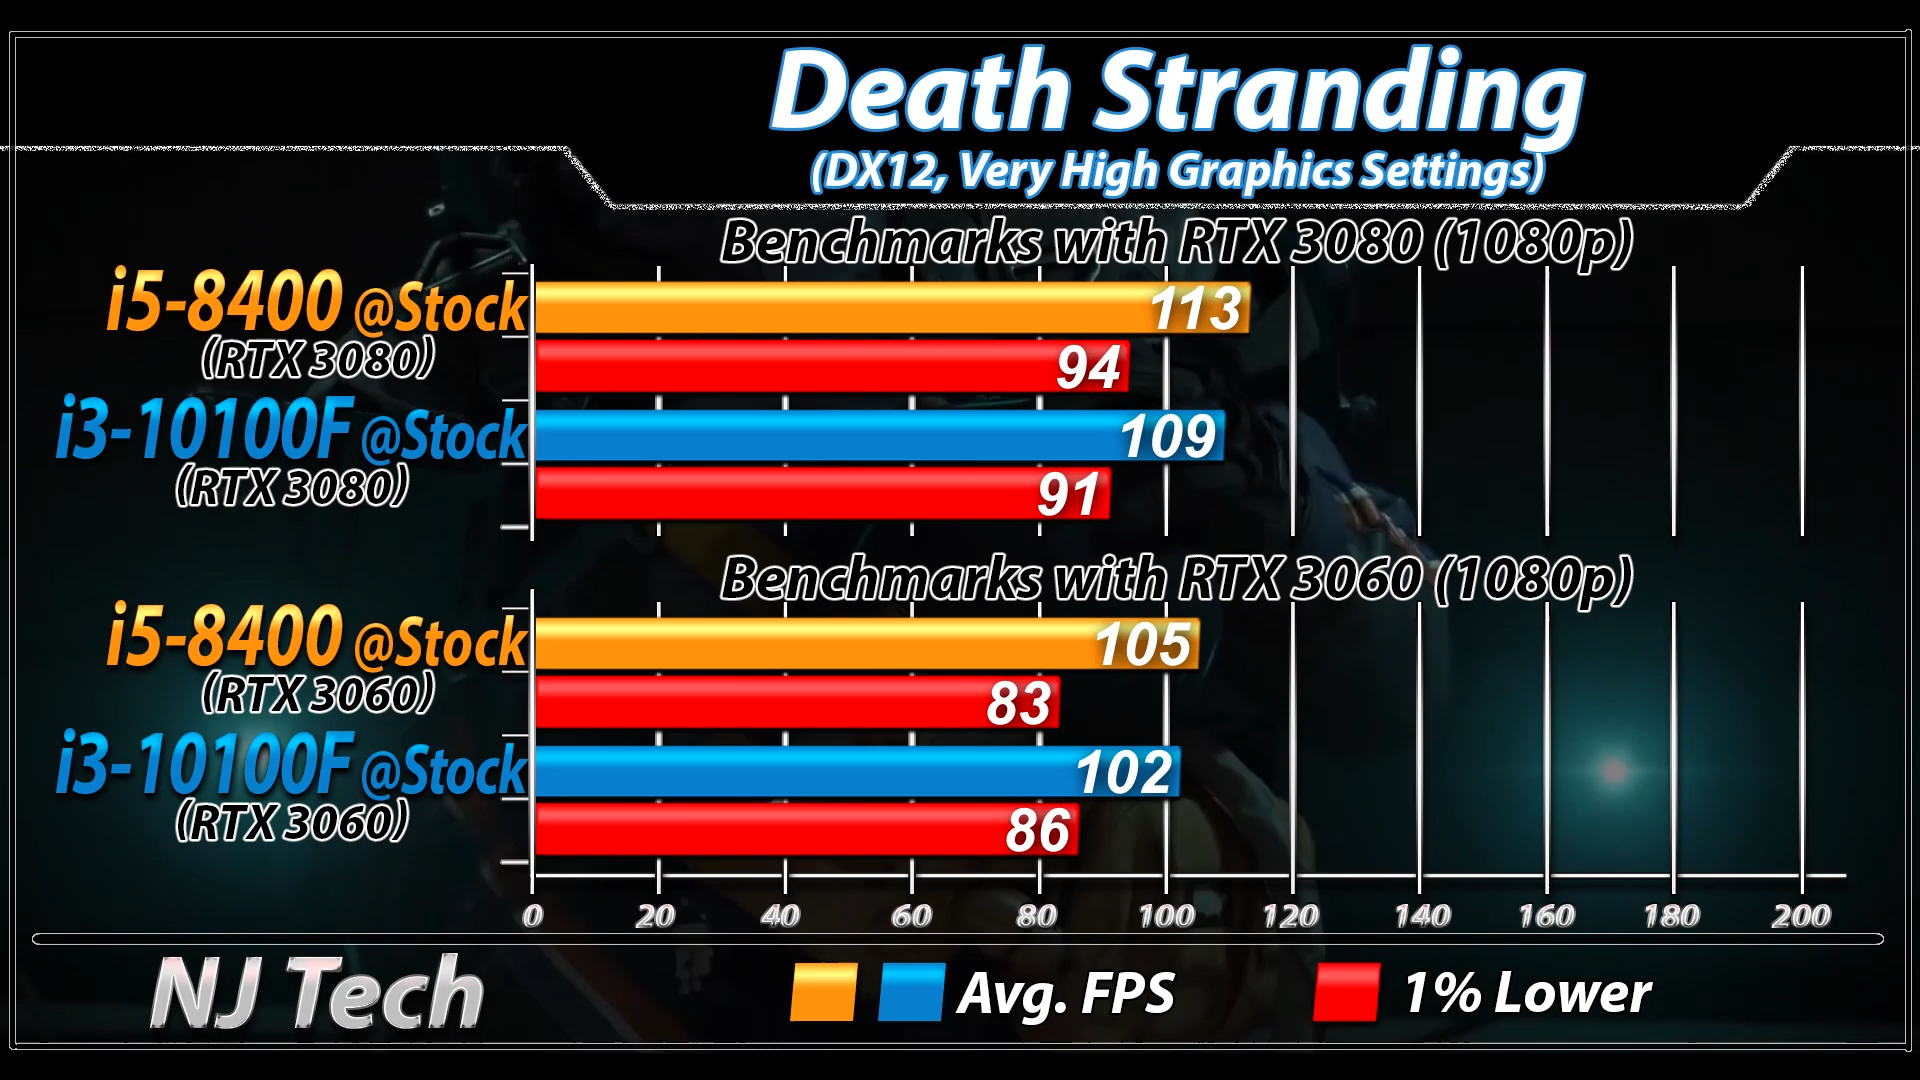 Death Stranding
(DX12, Very High Graphics Settings)
Benchmarks with RTX 3080 (1080p)
i5-8400 @Stock
(RTX 3080)
113
94
i3-10100F @Stock
(RTX 3080)
109
91
Benchmarks with RTX 3060 (1080p)
i5-8400 @Stock
(RTX 3060)
105
83
i3-10100F @Stock
(RTX 3060)
102
86
0 20 40 60 80 100 120 140 160 180 200
NJ Tech
Avg. FPS
1% Lower